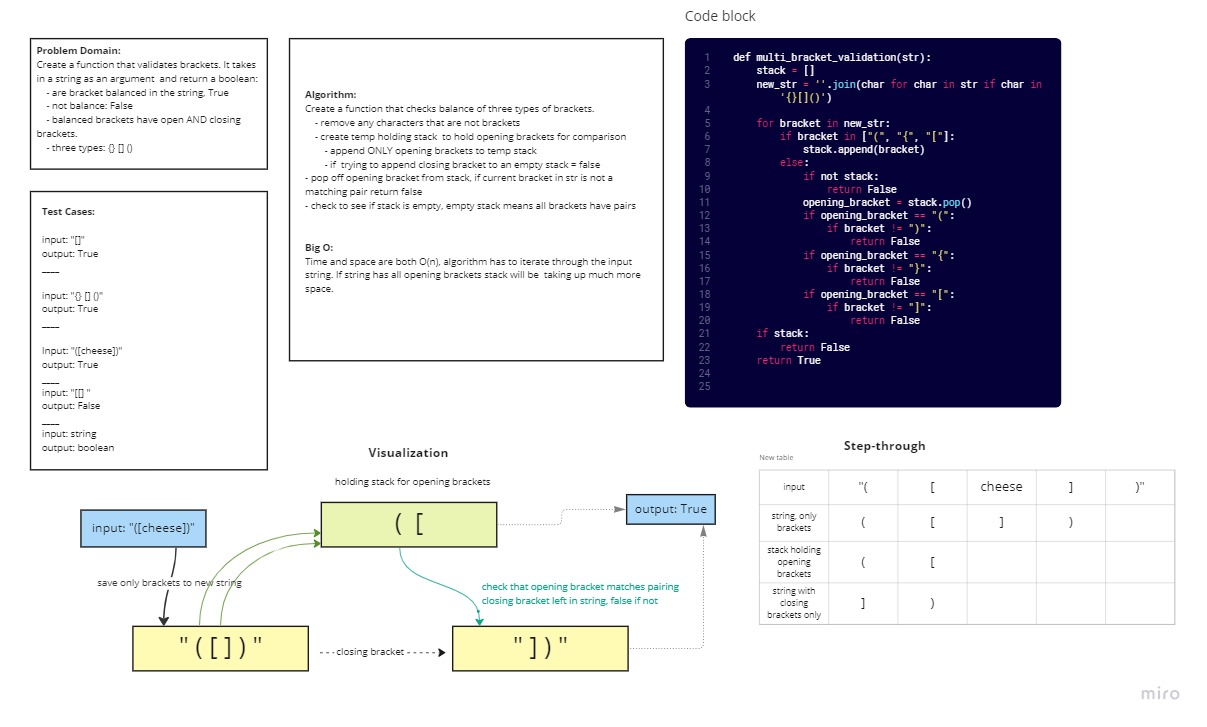 Problem Domain:
Create a function that validates brackets. It takes
in a string as an argument and return a boolean:
- are bracket balanced in the string, True
- not balance: False
- balanced brackets have open AND closing
brackets.
- three types: {} [] ()
Test Cases:
input: "[]"
output: True
____
input: "{} [] ()"
output: True
____
Input: "([cheese])"
output: True
____
input: "[[] "
output: False
____
input: string
output: boolean
Algorithm:
Create a function that checks balance of three types of brackets.
- remove any characters that are not brackets
- create temp holding stack to hold opening brackets for comparison
- append ONLY opening brackets to temp stack
- if trying to append closing bracket to an empty stack = false
- pop off opening bracket from stack, if current bracket in str is not a
matching pair return false
- check to see if stack is empty, empty stack means all brackets have pairs
Big O:
Time and space are both O(n), algorithm has to iterate through the input
string. If string has all opening brackets stack will be taking up much more
space.
Code block
1 def multi_bracket_validation(str):
2 stack = []
3 new_str = ''.join(char for char in str if char in
'{}[]()')
4
5 for bracket in new_str:
6 if bracket in ["(", "{", "["]:
7 stack.append(bracket)
8 else:
9 if not stack:
10 return False
11 opening_bracket = stack.pop()
12 if opening_bracket == "(":
13 if bracket != ")":
14 return False
15 if opening_bracket == "{":
16 if bracket != "}":
17 return False
18 if opening_bracket == "[":
19 if bracket != "]":
20 return False
21 if stack:
22 return False
23 return True
24
25
Visualization
holding stack for opening brackets
input: "([cheese])"
( [
output: True
save only brackets to new string
check that opening bracket matches pairing
closing bracket left in string, false if not
"([])"
closing bracket
"])"
Step-through
New table
input "( [ cheese ] )"
string, only
brackets ( [ ] )
stack holding
opening
brackets ( [
string with
closing
brackets only ] )
miro